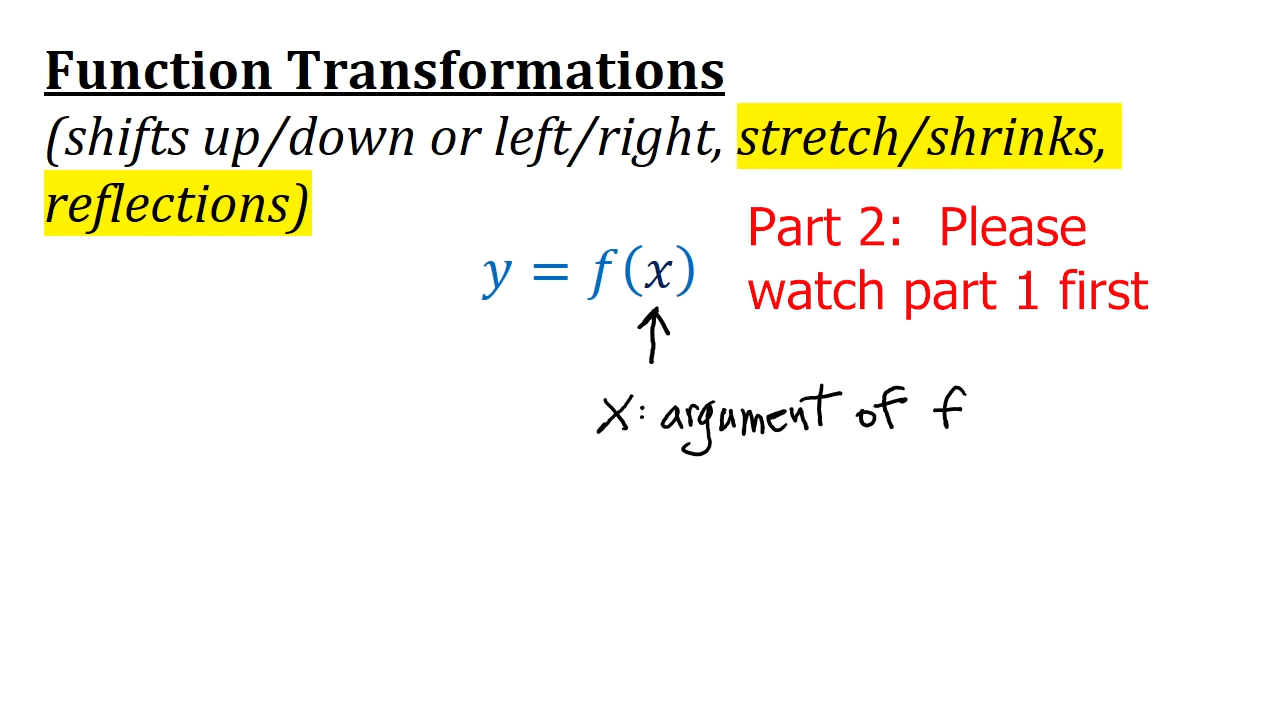 Function Transformations
(shifts up/down or left/right, stretch/shrinks,
reflections)
Part 2: Please
watch part 1 first
y = f(x)
x: argument of f